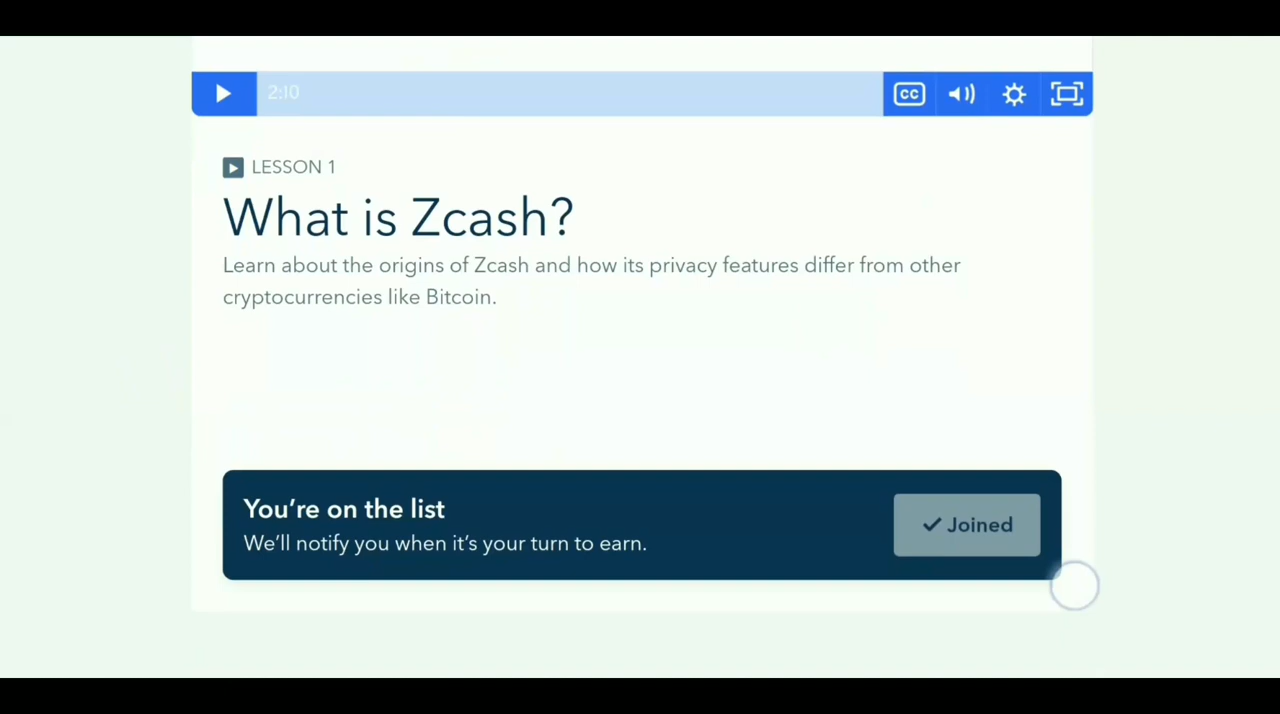 2:10
CC
LESSON 1
What is Zcash?
Learn about the origins of Zcash and how its privacy features differ from other
cryptocurrencies like Bitcoin.
You’re on the list
We’ll notify you when it’s your turn to earn.
Joined